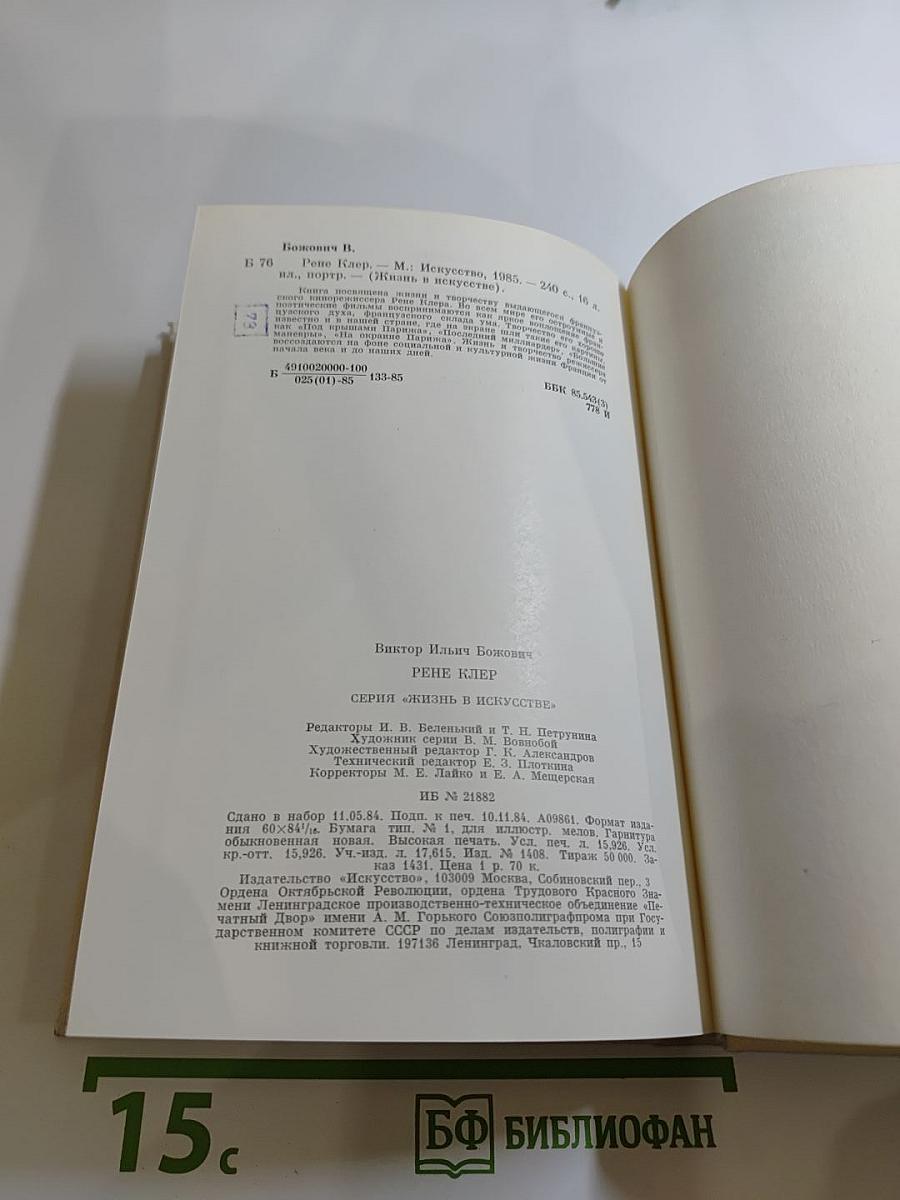 Божович В.
Б 76 Рене Клер. — М.: Искусство, 1985. — 240 с., 16 л.
ил., портр. — (Жизнь в искусстве).
Книга посвящена жизни и творчеству выдающегося францу-
зского кинорежиссера Рене Клера. Во всем мире его остроумные и
поэтические фильмы воспринимаются как яркое воплощение фран-
цузского духа, французского склада ума. Творчество его хорошо
известно и в нашей стране, где на экране шли такие его картины,
как «Под крышами Парижа», «Последний миллиардер», «Большие
маневры», «На окраине Парижа». Жизнь и творчество режиссера
воссоздаются на фоне социальной и культурной жизни Франции от
начала века и до наших дней.
73
Б 4910020000-100
025(01)-85 133-85
ББК 85.543(3)
778 И
Виктор Ильич Божович
РЕНЕ КЛЕР
СЕРИЯ «ЖИЗНЬ В ИСКУССТВЕ»
Редакторы И. В. Беленький и Т. Н. Петрунина
Художник серии В. М. Вовнобой
Художественный редактор Г. К. Александров
Технический редактор Е. З. Плоткина
Корректоры М. Е. Лайко и Е. А. Мещерская
ИБ № 21882
Сдано в набор 11.05.84. Подп. к печ. 10.11.84. А09861. Формат изда-
ния 60×84¹/₁₆. Бумага тип. № 1, для иллюстр. мелов. Гарнитура
обыкновенная новая. Высокая печать. Усл. печ. л. 15,926. Усл.
кр.-отт. 15,926. Уч.-изд. л. 17,615. Изд. № 1408. Тираж 50 000. За-
каз 1431. Цена 1 р. 70 к.
Издательство «Искусство», 103009 Москва, Собиновский пер., 3
Ордена Октябрьской Революции, ордена Трудового Красного Зна-
мени Ленинградское производственно-техническое объединение «Пе-
чатный Двор» имени А. М. Горького Союзполиграфпрома при Госу-
дарственном комитете СССР по делам издательств, полиграфии и
книжной торговли. 197136 Ленинград, Чкаловский пр., 15
15 с
БФ БИБЛИОФАН